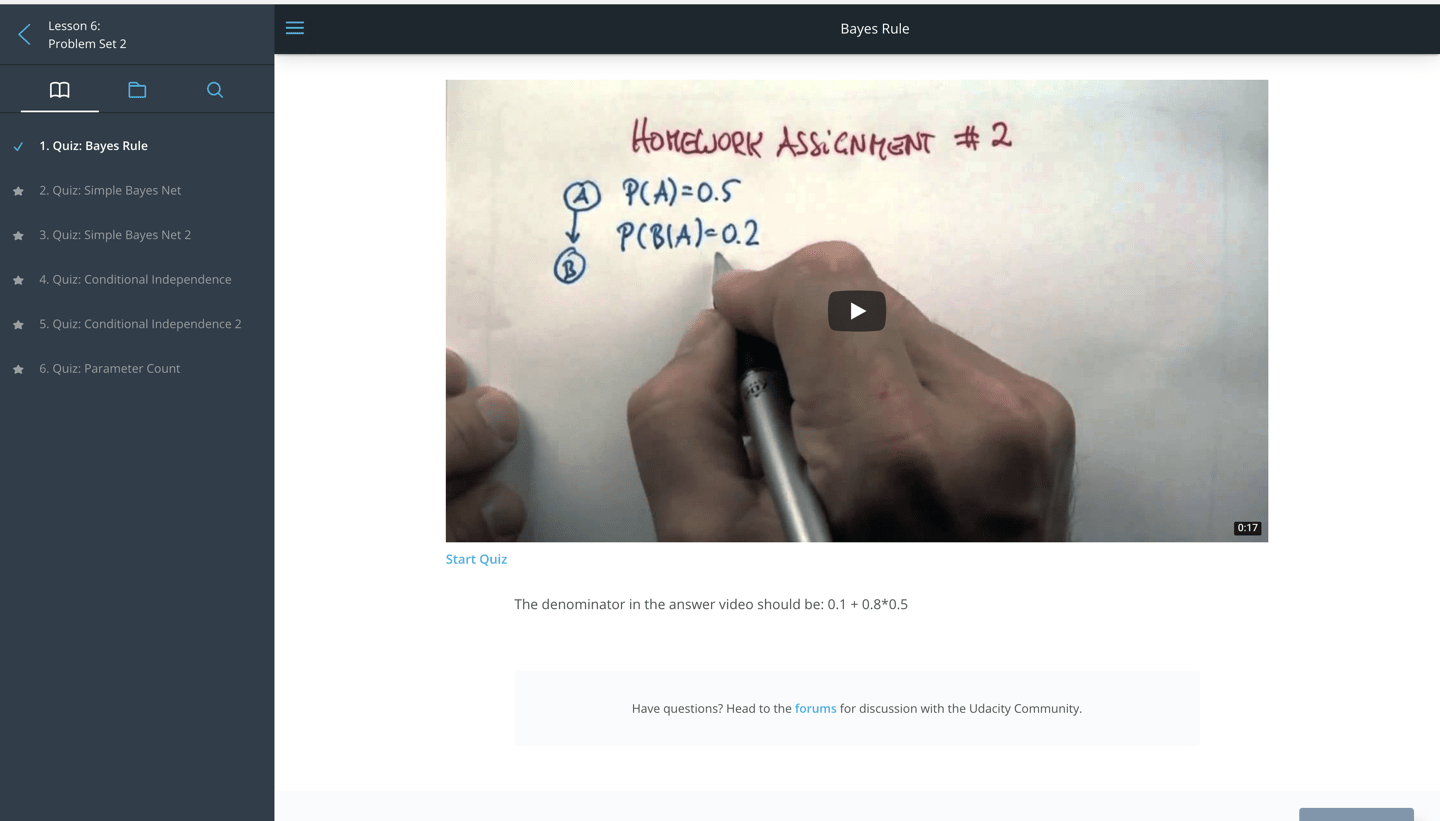 Lesson 6:
Problem Set 2
Bayes Rule
1. Quiz: Bayes Rule
2. Quiz: Simple Bayes Net
3. Quiz: Simple Bayes Net 2
4. Quiz: Conditional Independence
5. Quiz: Conditional Independence 2
6. Quiz: Parameter Count
HOMEWORK ASSiGNMENT # 2
A P(A)=0.5
P(B|A)=0.2
B
0:17
Start Quiz
The denominator in the answer video should be: 0.1 + 0.8*0.5
Have questions? Head to the forums for discussion with the Udacity Community.